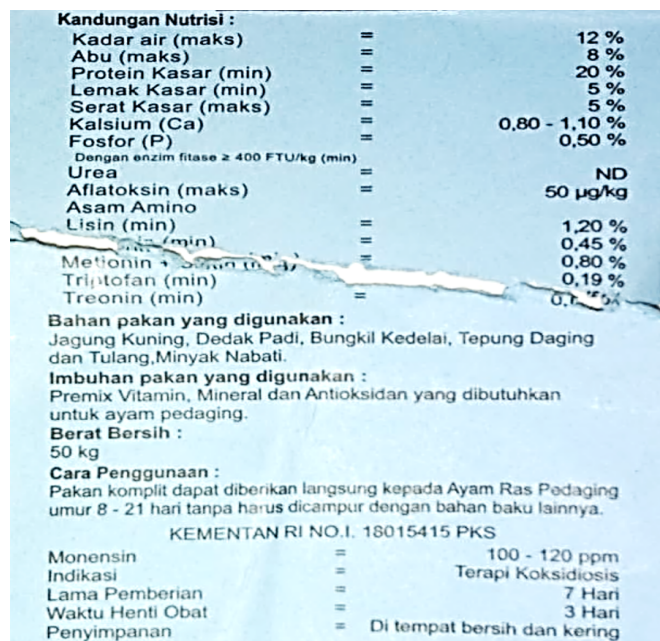 Kandungan Nutrisi :
Kadar air (maks) = 12 %
Abu (maks) = 8 %
Protein Kasar (min) = 20 %
Lemak Kasar (min) = 5 %
Serat Kasar (maks) = 5 %
Kalsium (Ca) = 0,80 - 1,10 %
Fosfor (P) = 0,50 %
Dengan enzim fitase ≥ 400 FTU/kg (min)
Urea = ND
Aflatoksin (maks) = 50 µg/kg
Asam Amino
Lisin (min) = 1,20 %
(min) = 0,45 %
Metionin + = 0,80 %
Triptofan (min) 0,19 %
Treonin (min) =
Bahan pakan yang digunakan :
Jagung Kuning, Dedak Padi, Bungkil Kedelai, Tepung Daging
dan Tulang,Minyak Nabati.
Imbuhan pakan yang digunakan :
Premix Vitamin, Mineral dan Antioksidan yang dibutuhkan
untuk ayam pedaging.
Berat Bersih :
50 kg
Cara Penggunaan :
Pakan komplit dapat diberikan langsung kepada Ayam Ras Pedaging
umur 8 - 21 hari tanpa harus dicampur dengan bahan baku lainnya.
KEMENTAN RI NO.I. 18015415 PKS
Monensin = 100 - 120 ppm
Indikasi = Terapi Koksidiosis
Lama Pemberian = 7 Hari
Waktu Henti Obat = 3 Hari
Penyimpanan = Di tempat bersih dan kering